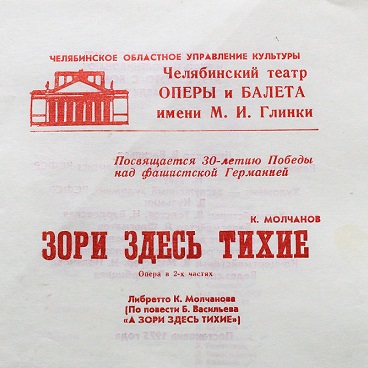 ЧЕЛЯБИНСКОЕ ОБЛАСТНОЕ УПРАВЛЕНИЕ КУЛЬТУРЫ
Челябинский театр
ОПЕРЫ и БАЛЕТА
имени М. И. Глинки
Посвящается 30-летию Победы
над фашистской Германией
К. МОЛЧАНОВ
ЗОРИ ЗДЕСЬ ТИХИЕ
Опера в 2-х частях
Либретто К. Молчанова
(По повести Б. Васильева
«А ЗОРИ ЗДЕСЬ ТИХИЕ»)